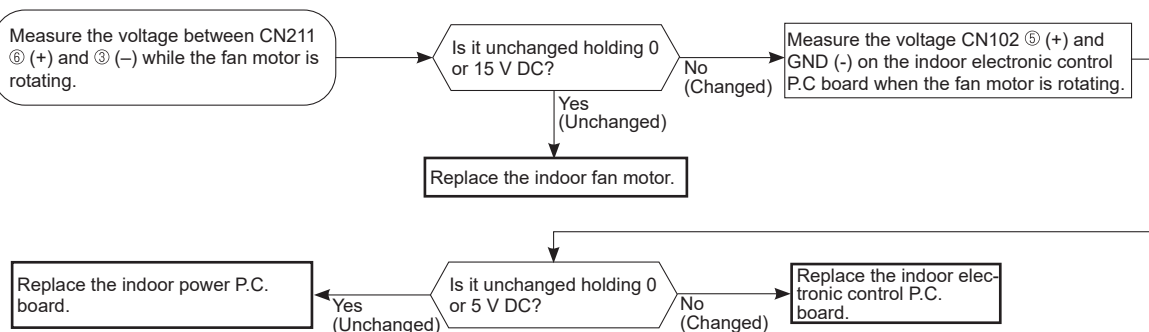 Measure the voltage between CN211
⑥ (+) and ③ (–) while the fan motor is
rotating.
Is it unchanged holding 0
or 15 V DC?
No
(Changed)
Measure the voltage CN102 ⑤ (+) and
GND (-) on the indoor electronic control
P.C board when the fan motor is rotating.
Yes
(Unchanged)
Replace the indoor fan motor.
Is it unchanged holding 0
or 5 V DC?
Yes
(Unchanged)
Replace the indoor power P.C.
board.
No
(Changed)
Replace the indoor elec-
tronic control P.C.
board.